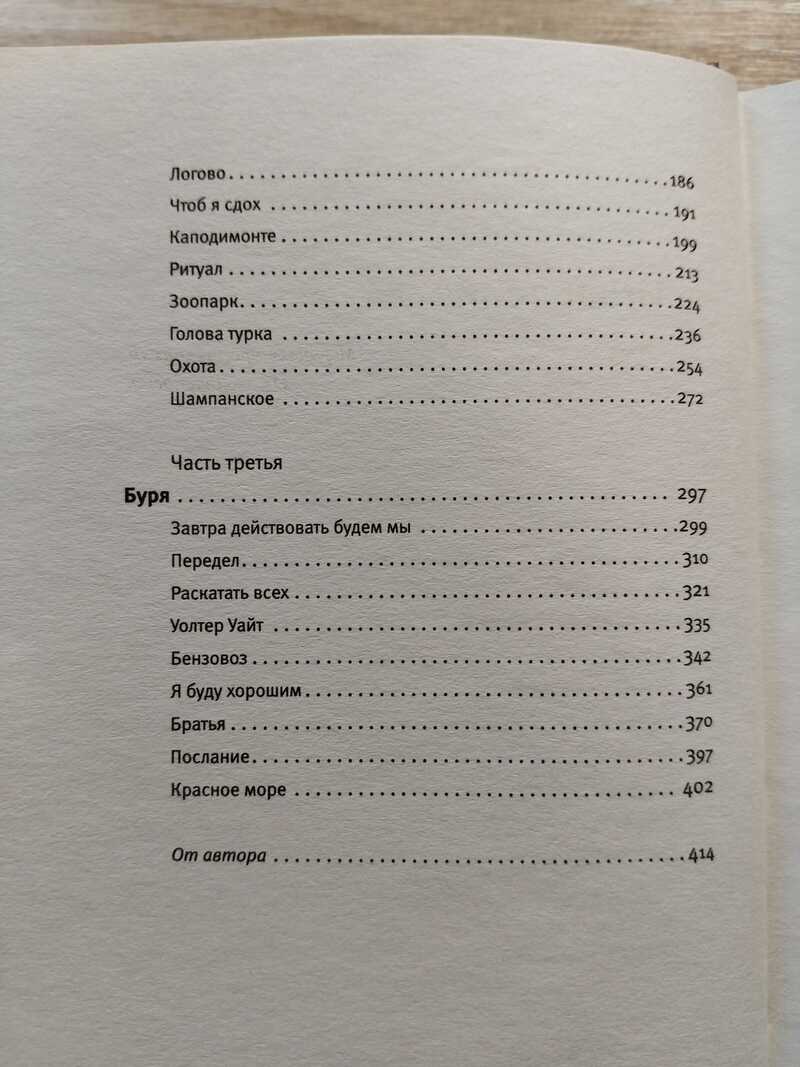 Логово 186
Чтоб я сдох 191
Каподимонте 199
Ритуал 213
Зоопарк 224
Голова турка 236
Охота 254
Шампанское 272
Часть третья
Буря 297
Завтра действовать будем мы 299
Передел 310
Раскатать всех 321
Уолтер Уайт 335
Бензовоз 342
Я буду хорошим 361
Братья 370
Послание 397
Красное море 402
От автора 414